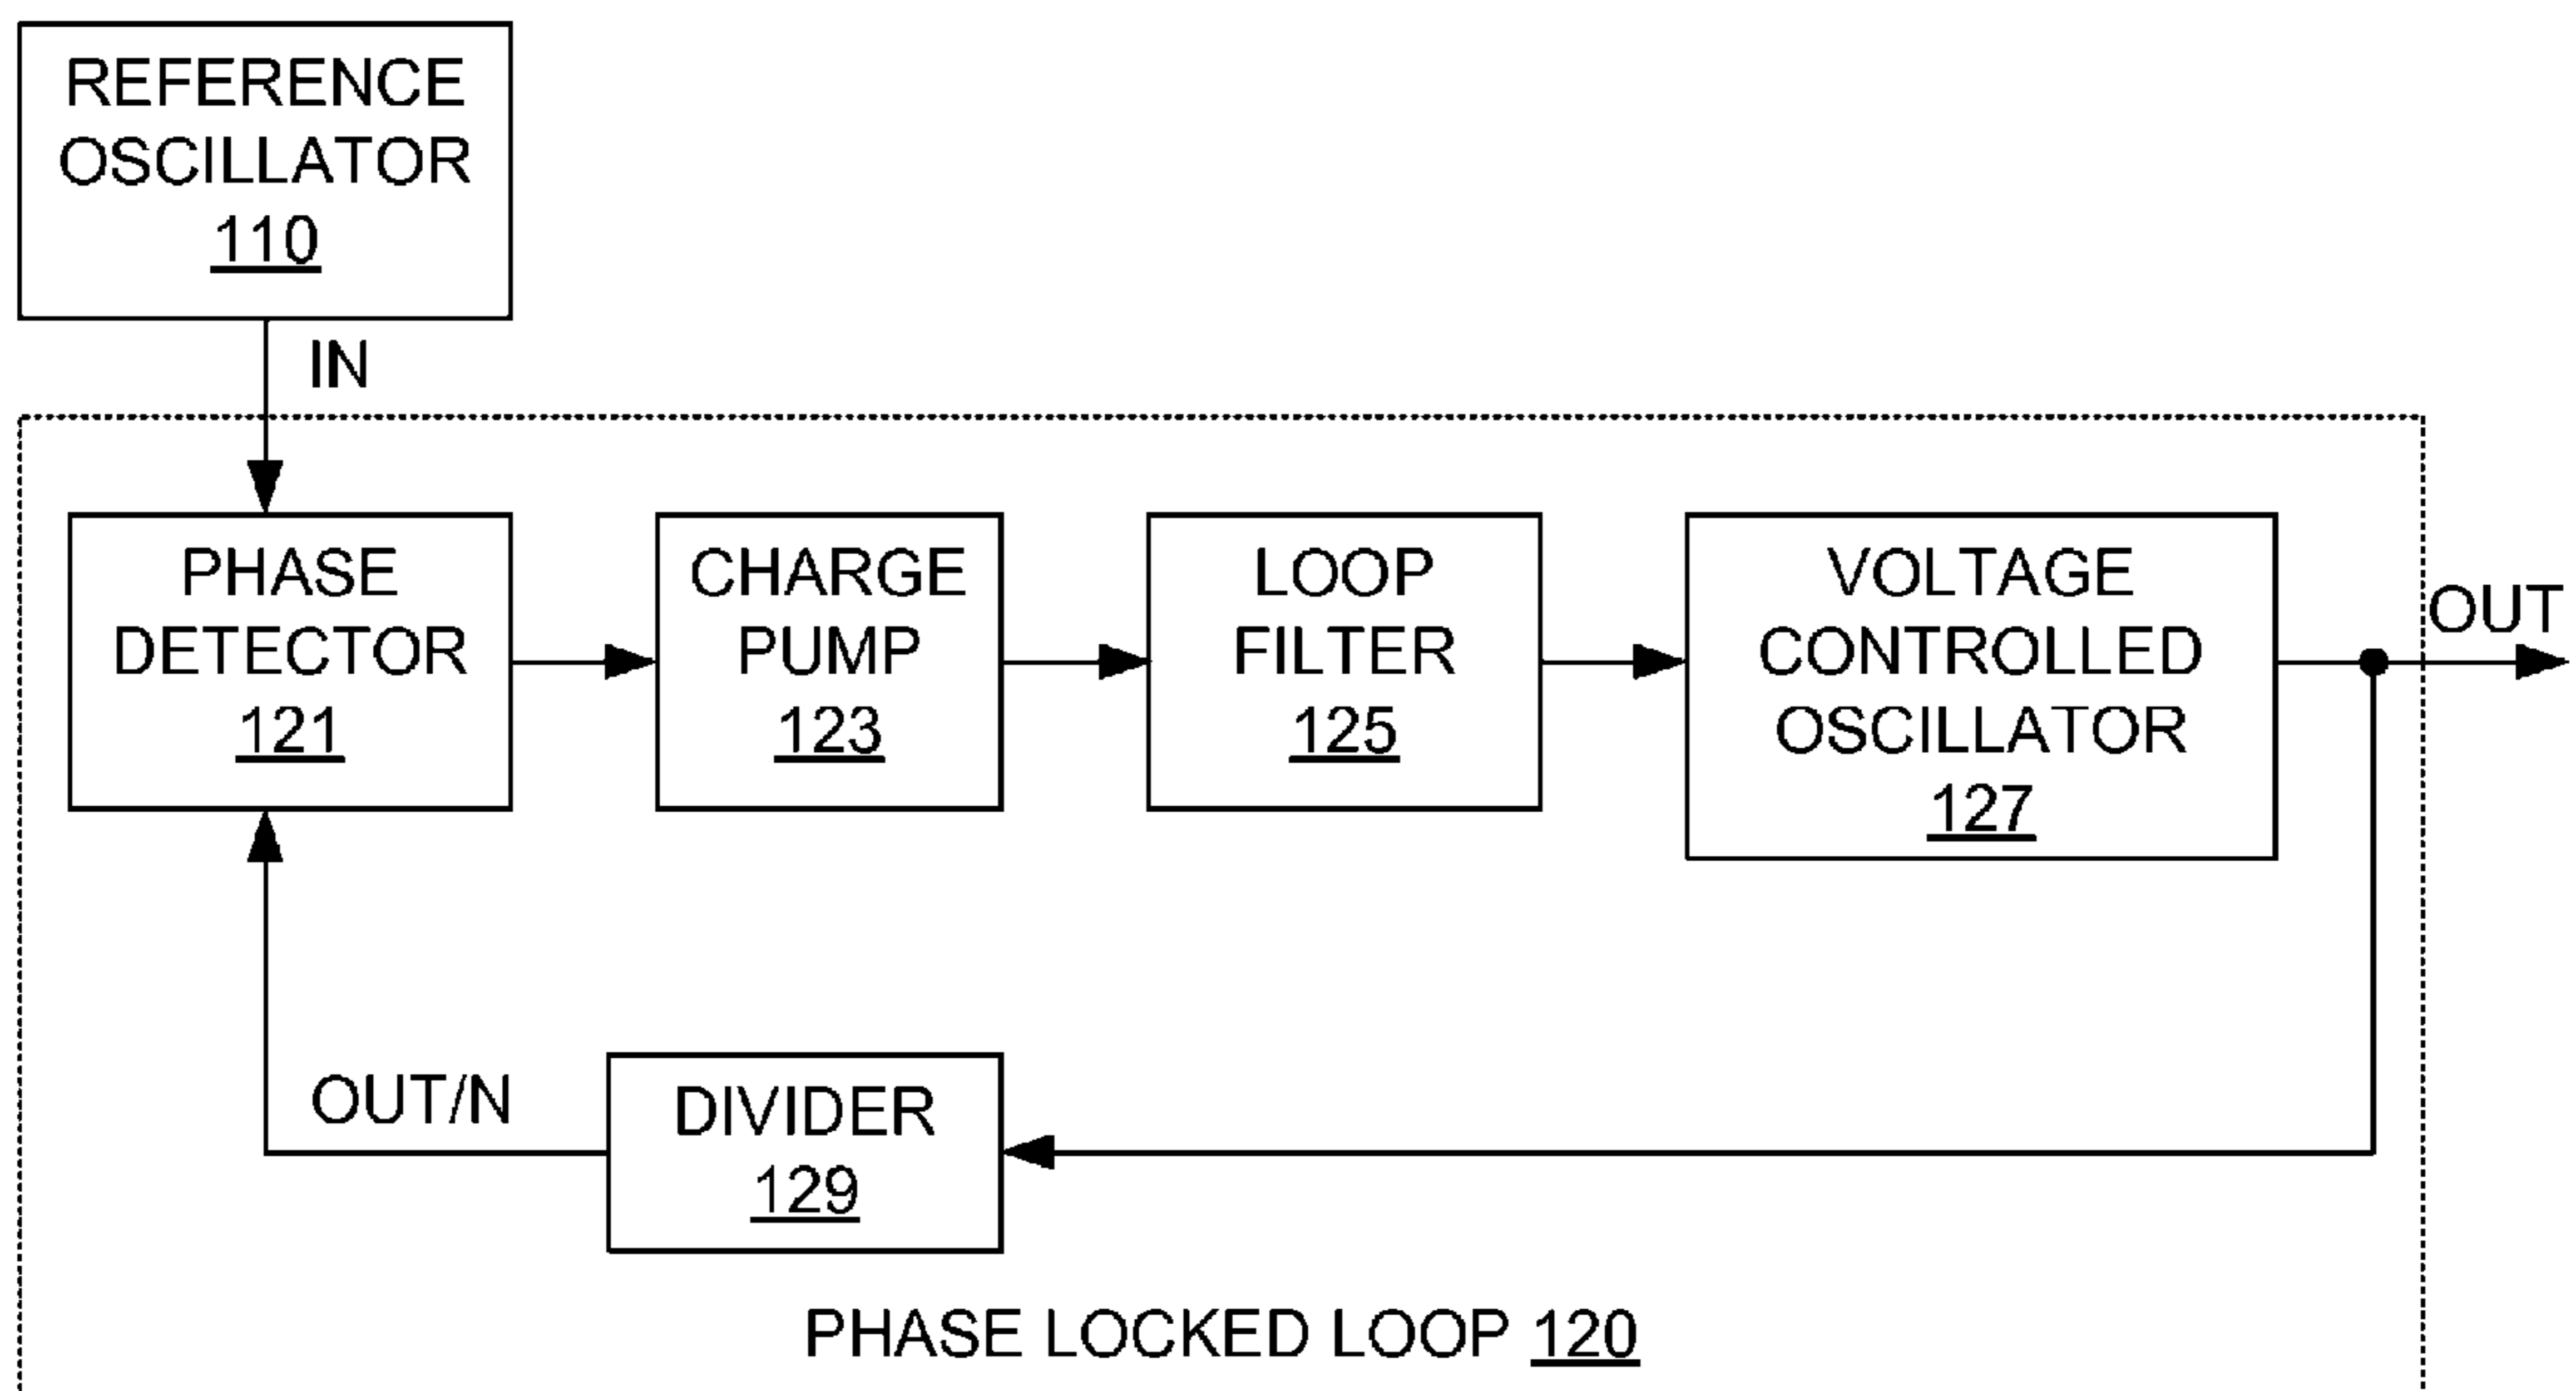 REFERENCE
OSCILLATOR
110
IN
PHASE
DETECTOR
121
CHARGE
PUMP
123
LOOP
FILTER
125
VOLTAGE
CONTROLLED
OSCILLATOR
127
OUT
OUT/N
DIVIDER
129
PHASE LOCKED LOOP 120